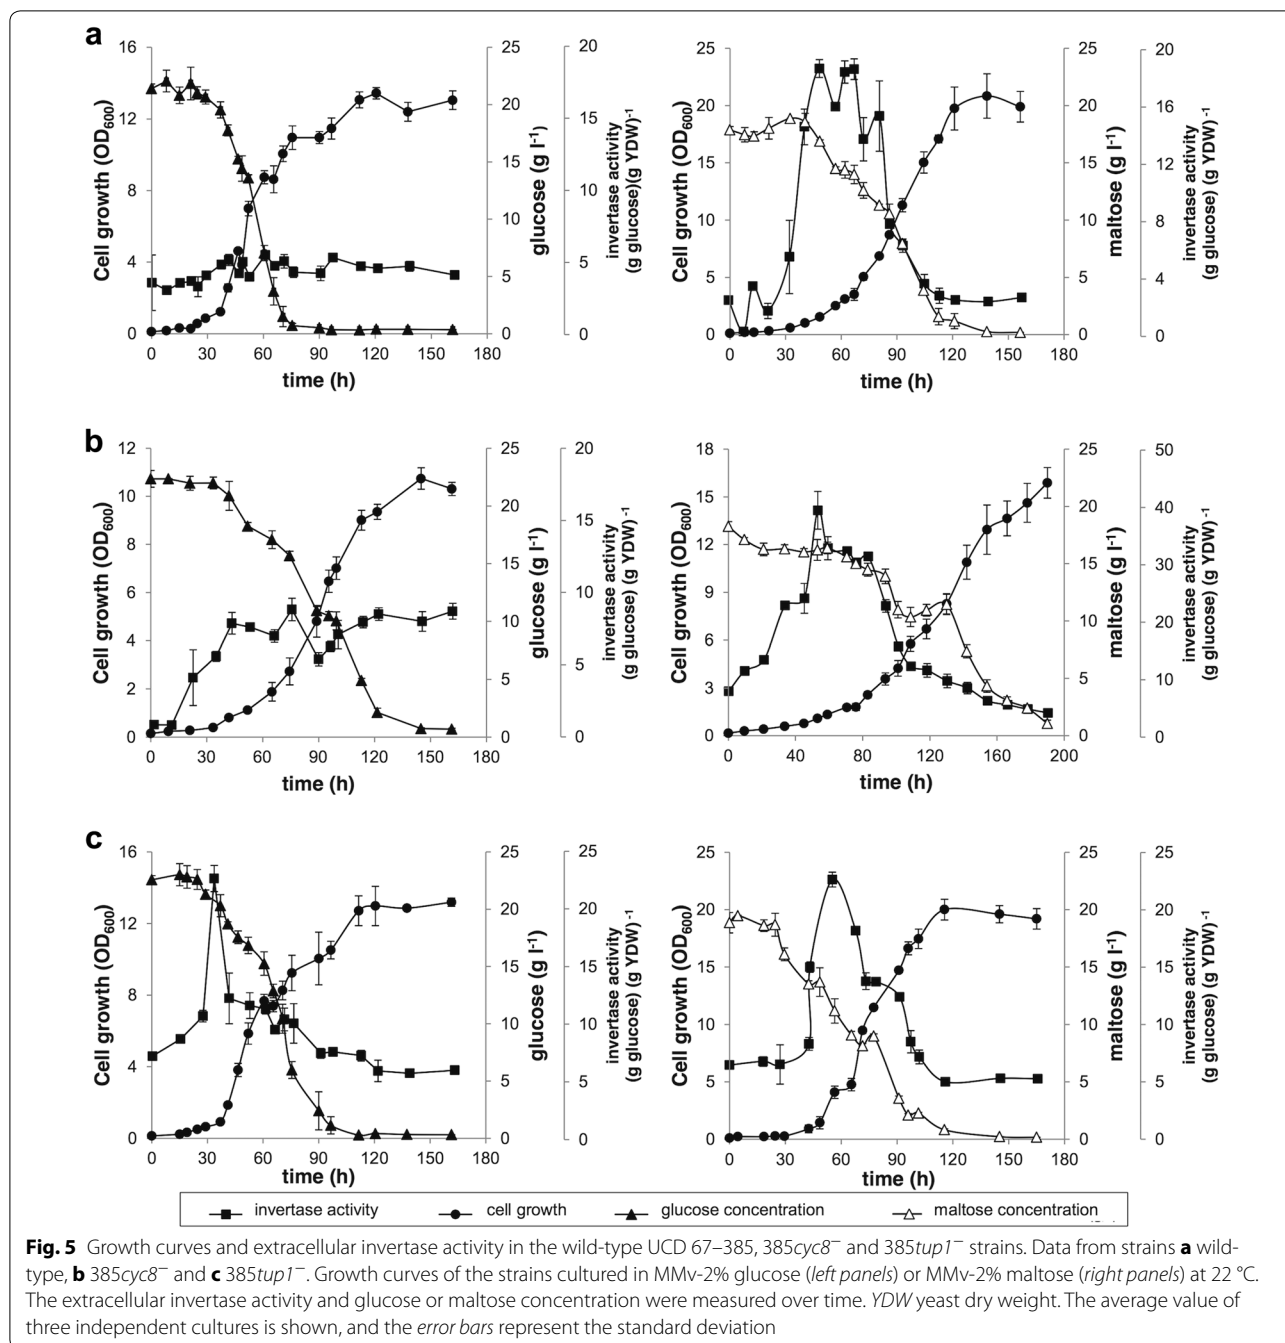 a
16
12
8
4
0
Cell growth (OD600)
0 30 60 90 120 150 180
time (h)
25
20
15
10
5
0
glucose (g l-1)
20
15
10
5
0
invertase activity
(g glucose)(g YDW)-1
25
20
15
10
5
0
Cell growth (OD600)
0 30 60 90 120 150 180
time (h)
25
20
15
10
5
0
maltose (g l-1)
20
16
12
8
4
0
invertase activity
(g glucose) (g YDW)-1
b
12
10
8
6
4
2
0
Cell growth (OD600)
0 30 60 90 120 150 180
time (h)
25
20
15
10
5
0
glucose (g l-1)
20
15
10
5
0
invertase activity
(g glucose) (g YDW) -1
18
15
12
9
6
3
0
Cell growth (OD600)
0 40 80 120 160 200
time (h)
25
20
15
10
5
0
maltose (g l-1)
50
40
30
20
10
0
invertase activity
(g glucose) (g YDW) -1
c
16
12
8
4
0
Cell growth (OD600)
0 30 60 90 120 150 180
time (h)
25
20
15
10
5
0
glucose (g l-1)
25
20
15
10
5
0
invertase activity
(g glucose) (g YDW) -1
25
20
15
10
5
0
Cell growth (OD600)
0 30 60 90 120 150 180
time (h)
25
20
15
10
5
0
maltose (g l-1)
25
20
15
10
5
0
invertase activity
(g glucose) (g YDW) -1
invertase activity cell growth glucose concentration maltose concentration
Fig. 5 Growth curves and extracellular invertase activity in the wild-type UCD 67–385, 385cyc8− and 385tup1− strains. Data from strains a wild-
type, b 385cyc8− and c 385tup1−. Growth curves of the strains cultured in MMv-2% glucose (left panels) or MMv-2% maltose (right panels) at 22 °C.
The extracellular invertase activity and glucose or maltose concentration were measured over time. YDW yeast dry weight. The average value of
three independent cultures is shown, and the error bars represent the standard deviation